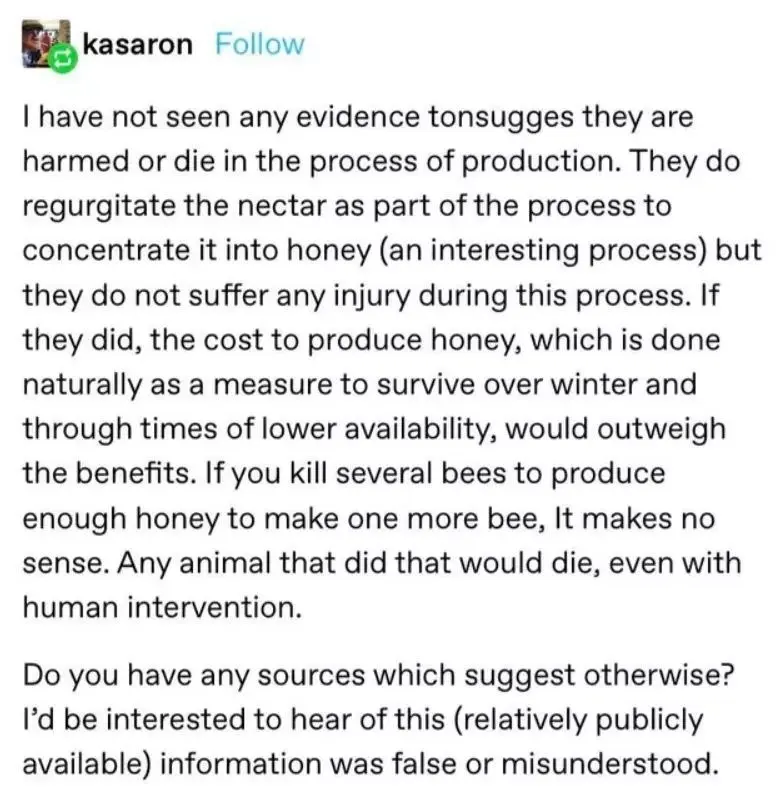 kasaron Follow
I have not seen any evidence tonsugges they are
harmed or die in the process of production. They do
regurgitate the nectar as part of the process to
concentrate it into honey (an interesting process) but
they do not suffer any injury during this process. If
they did, the cost to produce honey, which is done
naturally as a measure to survive over winter and
through times of lower availability, would outweigh
the benefits. If you kill several bees to produce
enough honey to make one more bee, It makes no
sense. Any animal that did that would die, even with
human intervention.
Do you have any sources which suggest otherwise?
I’d be interested to hear of this (relatively publicly
available) information was false or misunderstood.